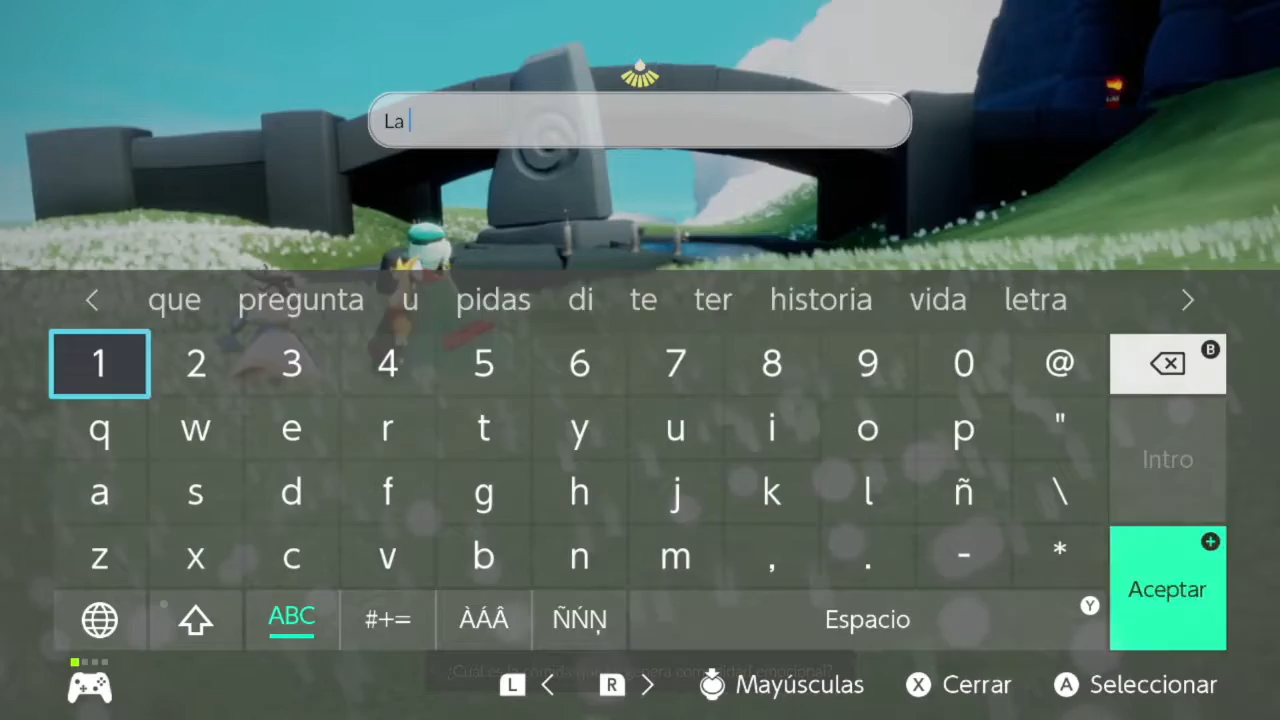 La
que pregunta u pidas di te ter historia vida letra
1 2 3 4 5 6 7 8 9 0 @ B
q w e r t y u i o p "
Intro
a s d f g h j k l ñ \
z x c v b n m , . - *
Aceptar
ABC #+= ÀÁÂ ÑŃŅ Espacio Y
L R Mayúsculas X Cerrar A Seleccionar